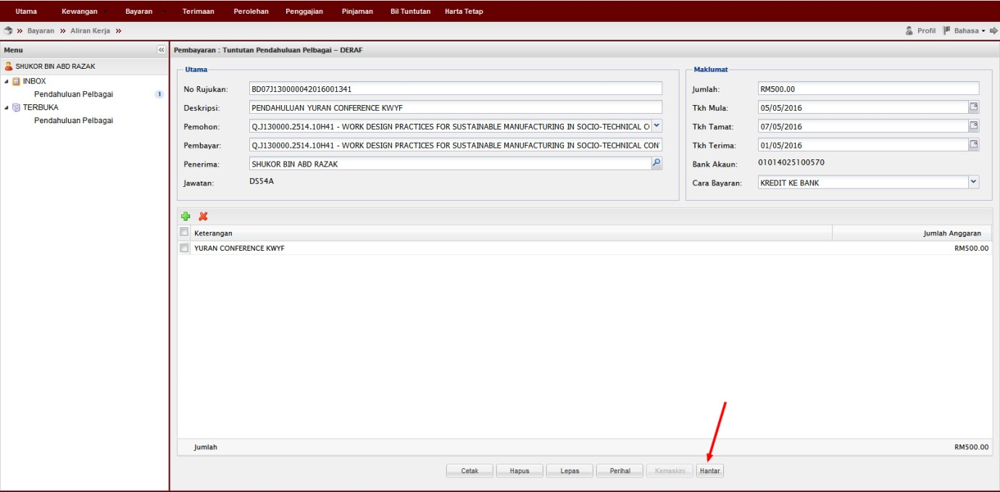 Utama Kewangan Bayaran Terimaan Perolehan Penggajian Pinjaman Bil Tuntutan Harta Tetap
» Bayaran » Aliran Kerja » Profil Bahasa
Menu «
SHUKOR BIN ABD RAZAK
INBOX
Pendahuluan Pelbagai 1
TERBUKA
Pendahuluan Pelbagai
Pembayaran : Tuntutan Pendahuluan Pelbagai – DERAF
Utama
No Rujukan: BD07J130000042016001341
Deskripsi: PENDAHULUAN YURAN CONFERENCE KWYF
Pemohon: Q.J130000.2514.10H41 - WORK DESIGN PRACTICES FOR SUSTAINABLE MANUFACTURING IN SOCIO-TECHNICAL
Pembayar: Q.J130000.2514.10H41 - WORK DESIGN PRACTICES FOR SUSTAINABLE MANUFACTURING IN SOCIO-TECHNICAL CON
Penerima: SHUKOR BIN ABD RAZAK
Jawatan: DS54A
Maklumat
Jumlah: RM500.00
Tkh Mula: 05/05/2016
Tkh Tamat: 07/05/2016
Tkh Terima: 01/05/2016
Bank Akaun: 01014025100570
Cara Bayaran: KREDIT KE BANK
Keterangan Jumlah Anggaran
YURAN CONFERENCE KWYF RM500.00
Jumlah RM500.00
Cetak Hapus Lepas Perihal Kemaskini Hantar